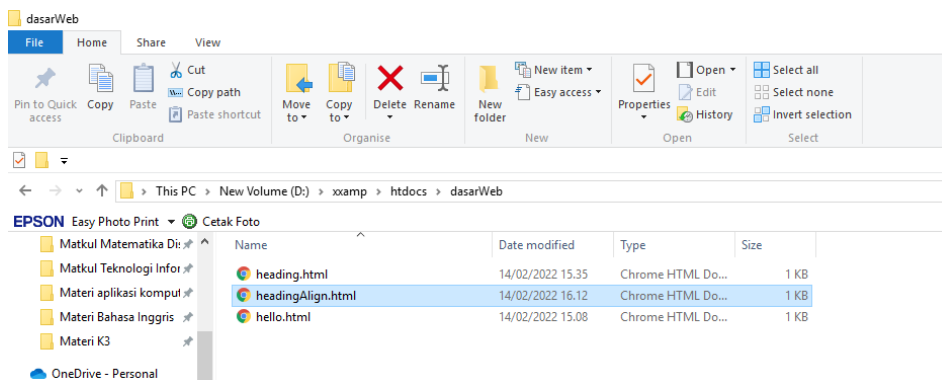 dasarWeb
File Home Share View
Pin to Quick access
Copy
Paste
Cut
Copy path
Paste shortcut
Clipboard
Move to
Copy to
Delete
Rename
Organise
New folder
New item
Easy access
New
Properties
Open
Edit
History
Open
Select all
Select none
Invert selection
Select
This PC > New Volume (D:) > xxamp > htdocs > dasarWeb
EPSON Easy Photo Print Cetak Foto
Name Date modified Type Size
Matkul Matematika Dis
Matkul Teknologi Infor
Materi aplikasi komput
Materi Bahasa Inggris
Materi K3
OneDrive - Personal
heading.html 14/02/2022 15.35 Chrome HTML Do... 1 KB
headingAlign.html 14/02/2022 16.12 Chrome HTML Do... 1 KB
hello.html 14/02/2022 15.08 Chrome HTML Do... 1 KB